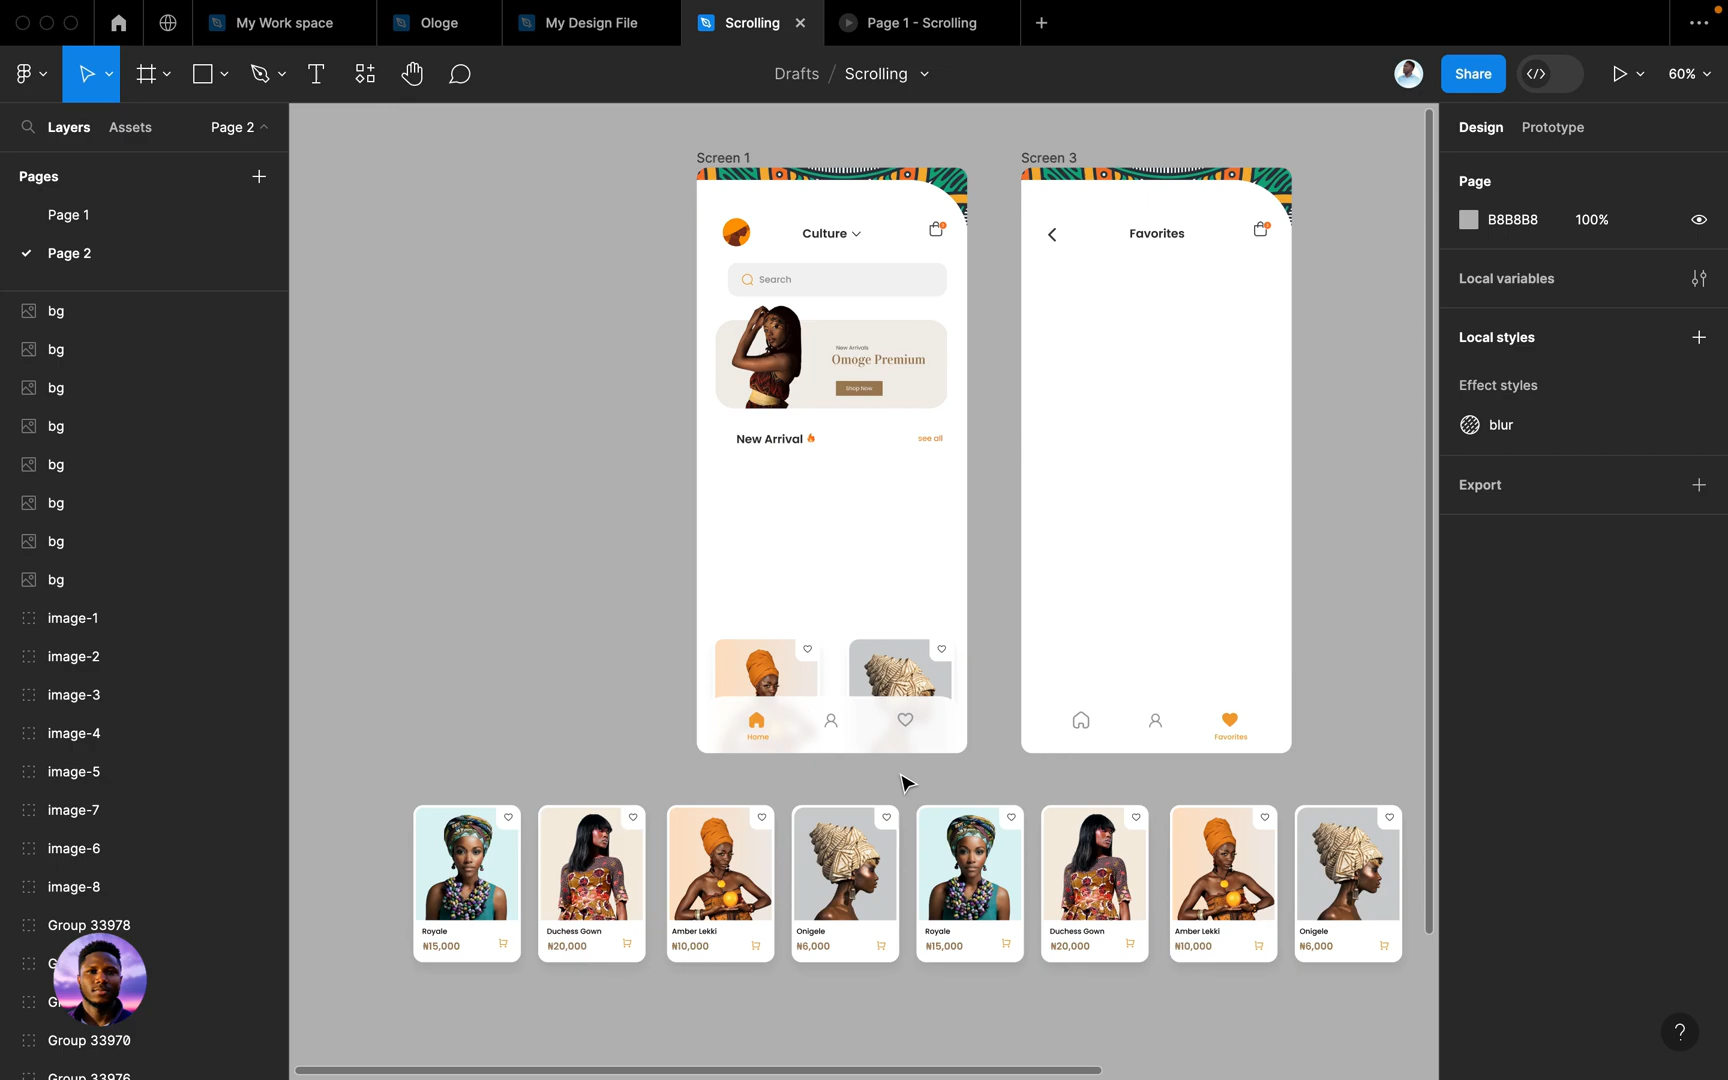 My Work space
Ologe
My Design File
Scrolling
Page 1 - Scrolling
Drafts / Scrolling
Share
60%
Layers
Assets
Page 2
Pages
Page 1
Page 2
bg
bg
bg
bg
bg
bg
bg
bg
image-1
image-2
image-3
image-4
image-5
image-7
image-6
image-8
Group 33978
G
G
Group 33970
Group 33976
Screen 1
Culture
Search
New Arrivals
Omoge Premium
Shop Now
New Arrival
see all
Home
Screen 3
Favorites
Favorites
Royale
₦15,000
Duchess Gown
₦20,000
Amber Lekki
₦10,000
Onigele
₦6,000
Royale
₦15,000
Duchess Gown
₦20,000
Amber Lekki
₦10,000
Onigele
₦6,000
Design
Prototype
Page
B8B8B8
100%
Local variables
Local styles
Effect styles
blur
Export
?